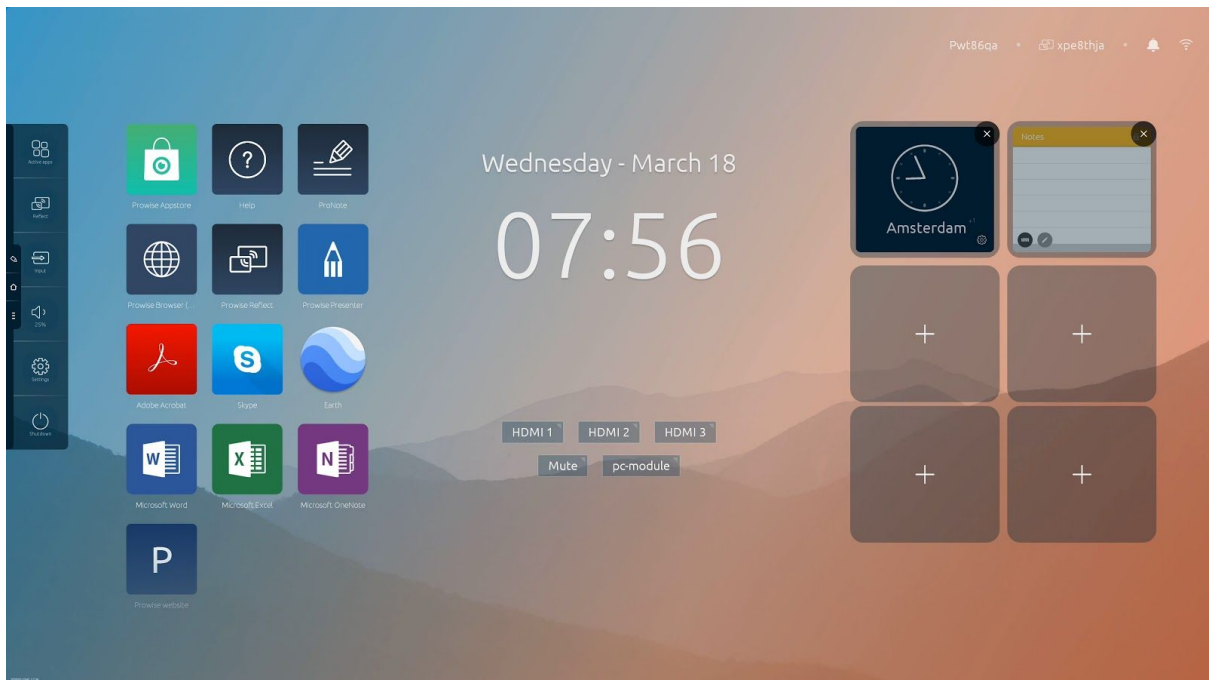 Pwt86qa • xpe8thja •
Active apps
Reflect
Input
25%
Settings
Shutdown
Prowise Appstore
Help
ProNote
Prowise Browser (...
Prowise Reflect
Prowise Presenter
Adobe Acrobat
Skype
Earth
Microsoft Word
Microsoft Excel
Microsoft OneNote
P
Prowise website
Wednesday - March 18
07:56
HDMI 1 HDMI 2 HDMI 3
Mute pc-module
Amsterdam +1
Notes